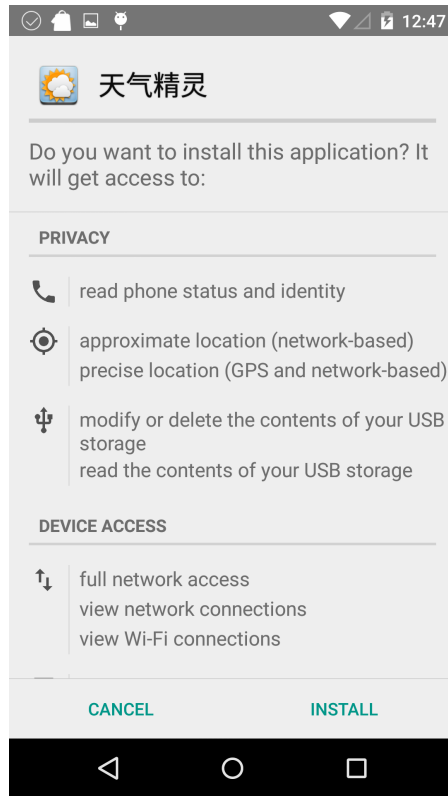 12:47
天气精灵
Do you want to install this application? It
will get access to:
PRIVACY
read phone status and identity
approximate location (network-based)
precise location (GPS and network-based)
modify or delete the contents of your USB
storage
read the contents of your USB storage
DEVICE ACCESS
full network access
view network connections
view Wi-Fi connections
CANCEL
INSTALL